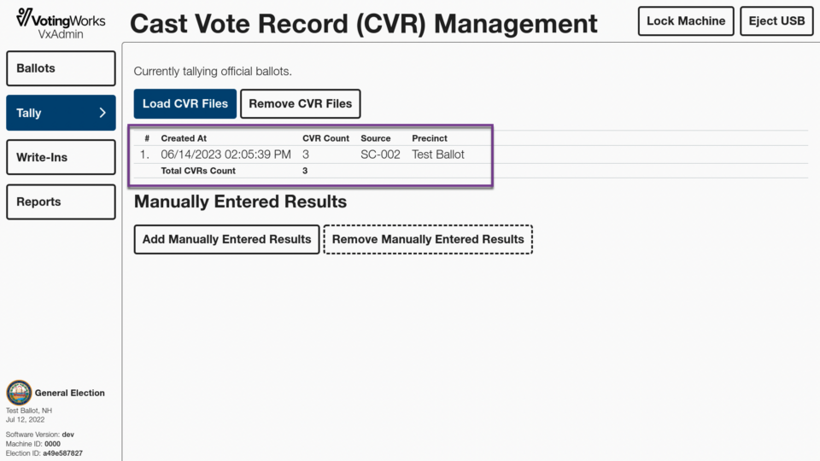 VotingWorks
VxAdmin
Cast Vote Record (CVR) Management
Lock Machine
Eject USB
Ballots
Tally
Write-Ins
Reports
Currently tallying official ballots.
Load CVR Files
Remove CVR Files
# Created At CVR Count Source Precinct
1. 06/14/2023 02:05:39 PM 3 SC-002 Test Ballot
Total CVRs Count 3
Manually Entered Results
Add Manually Entered Results
Remove Manually Entered Results
General Election
Test Ballot, NH
Jul 12, 2022
Software Version: dev
Machine ID: 0000
Election ID: a49e587827